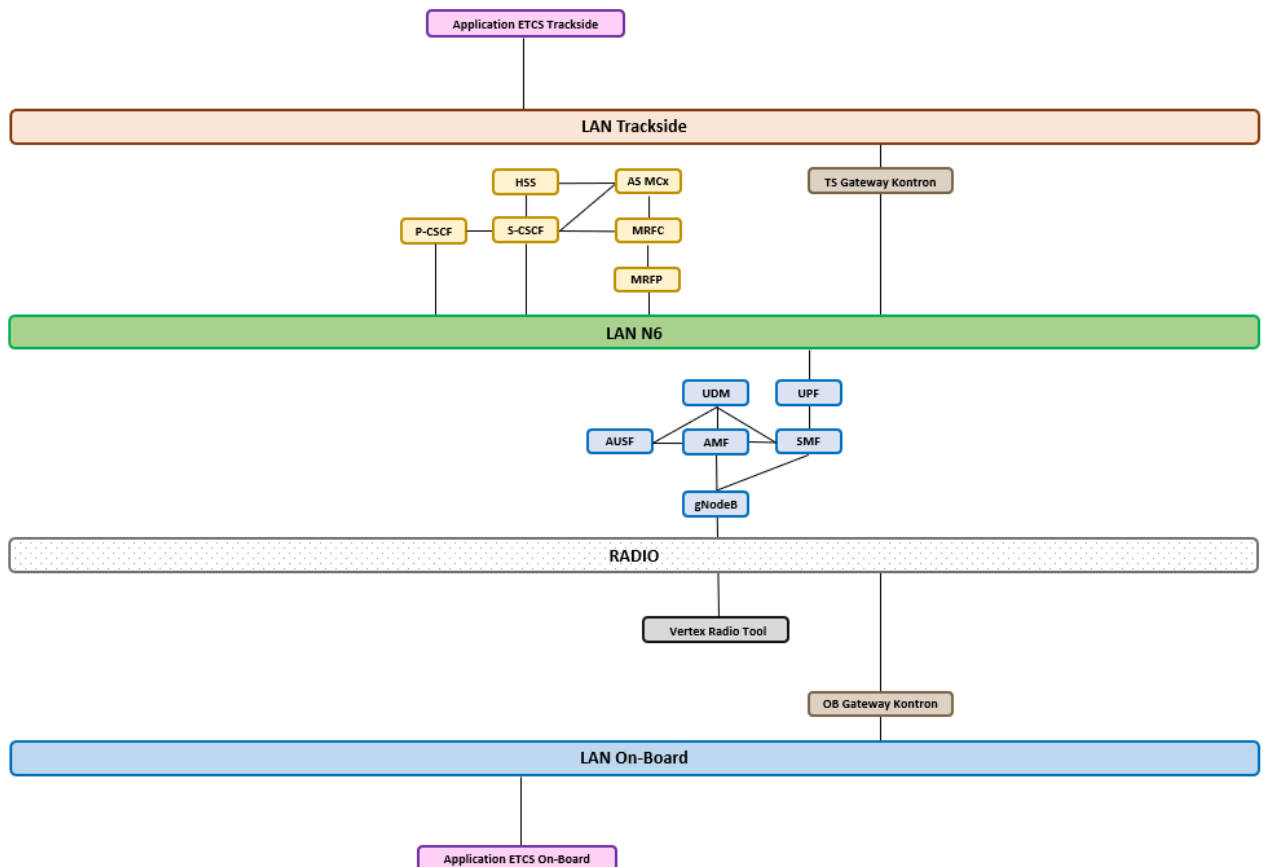 Application ETCS Trackside
LAN Trackside
HSS
AS MCx
TS Gateway Kontron
P-CSCF
S-CSCF
MRFC
MRFP
LAN N6
UDM
UPF
AUSF
AMF
SMF
gNodeB
RADIO
Vertex Radio Tool
OB Gateway Kontron
LAN On-Board
Application ETCS On-Board